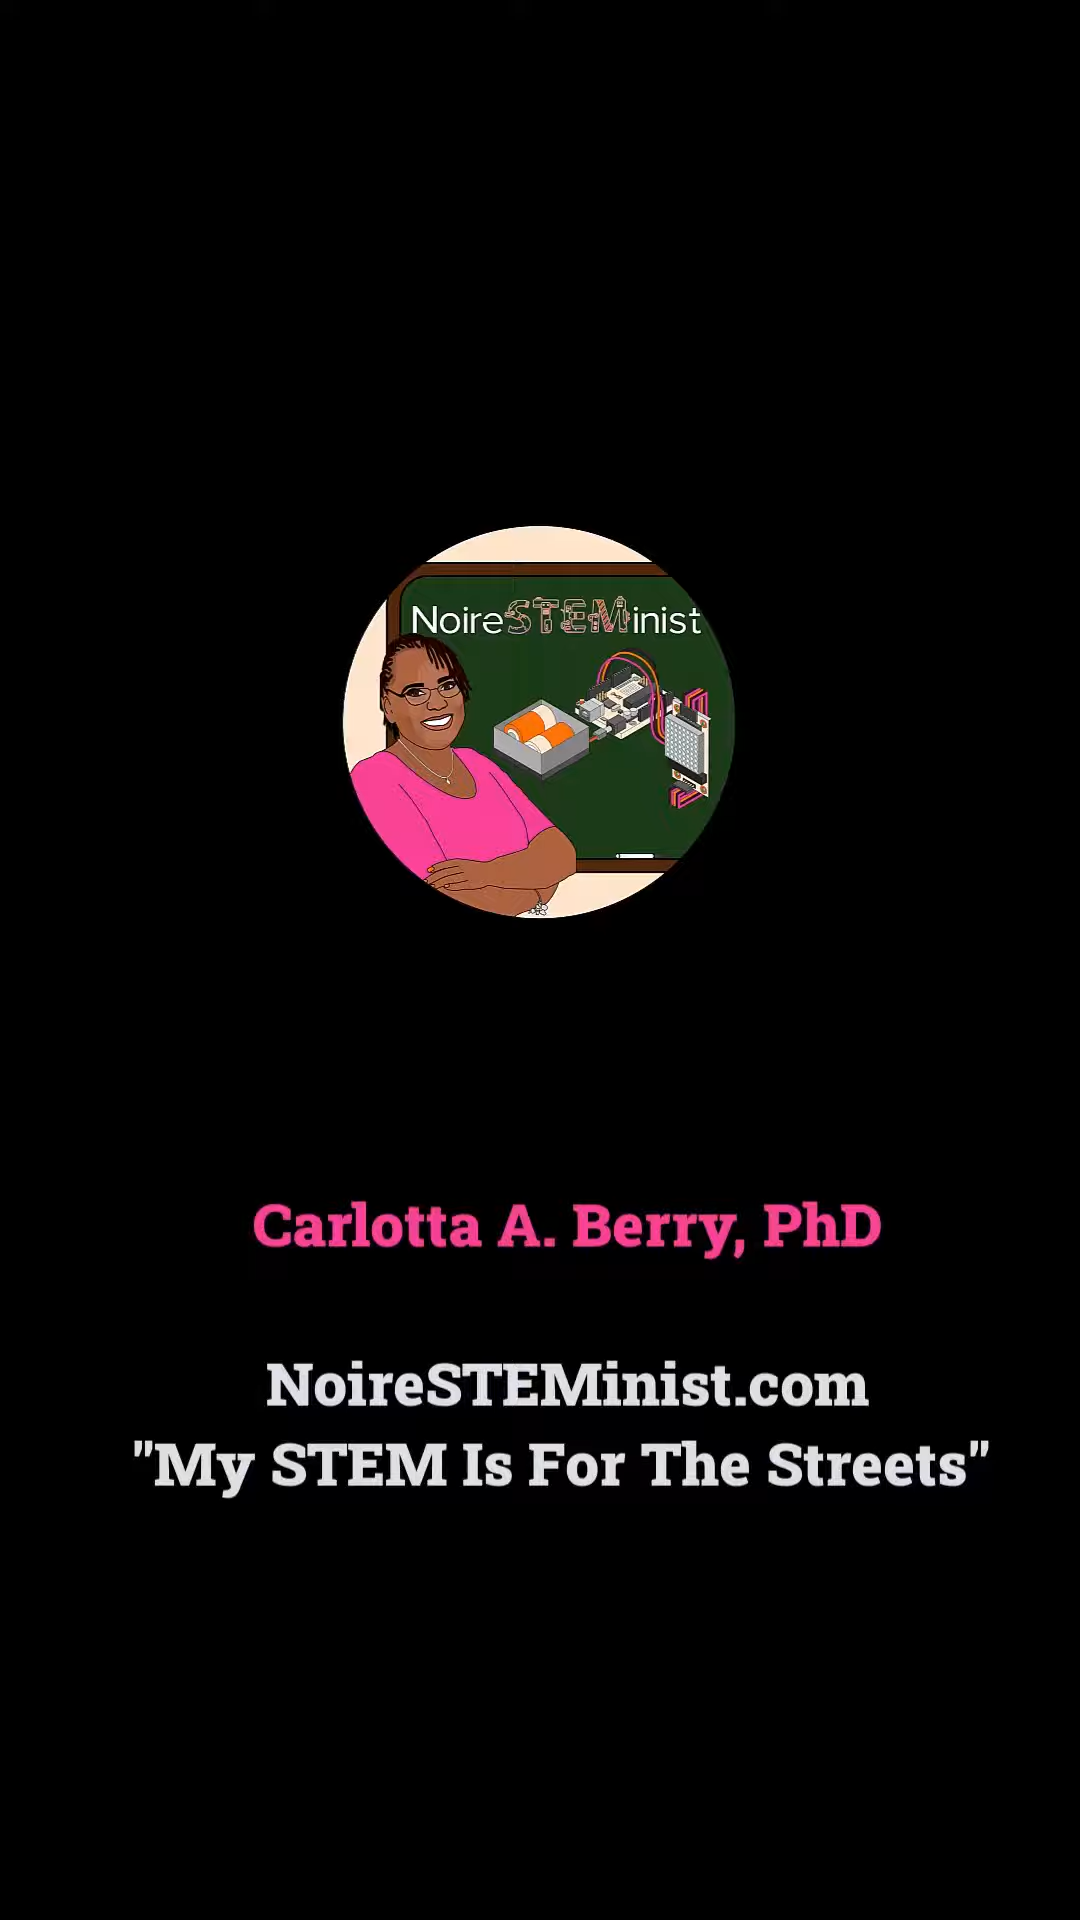 NoireSTEMinist
Carlotta A. Berry, PhD
NoireSTEMinist.com
"My STEM Is For The Streets"